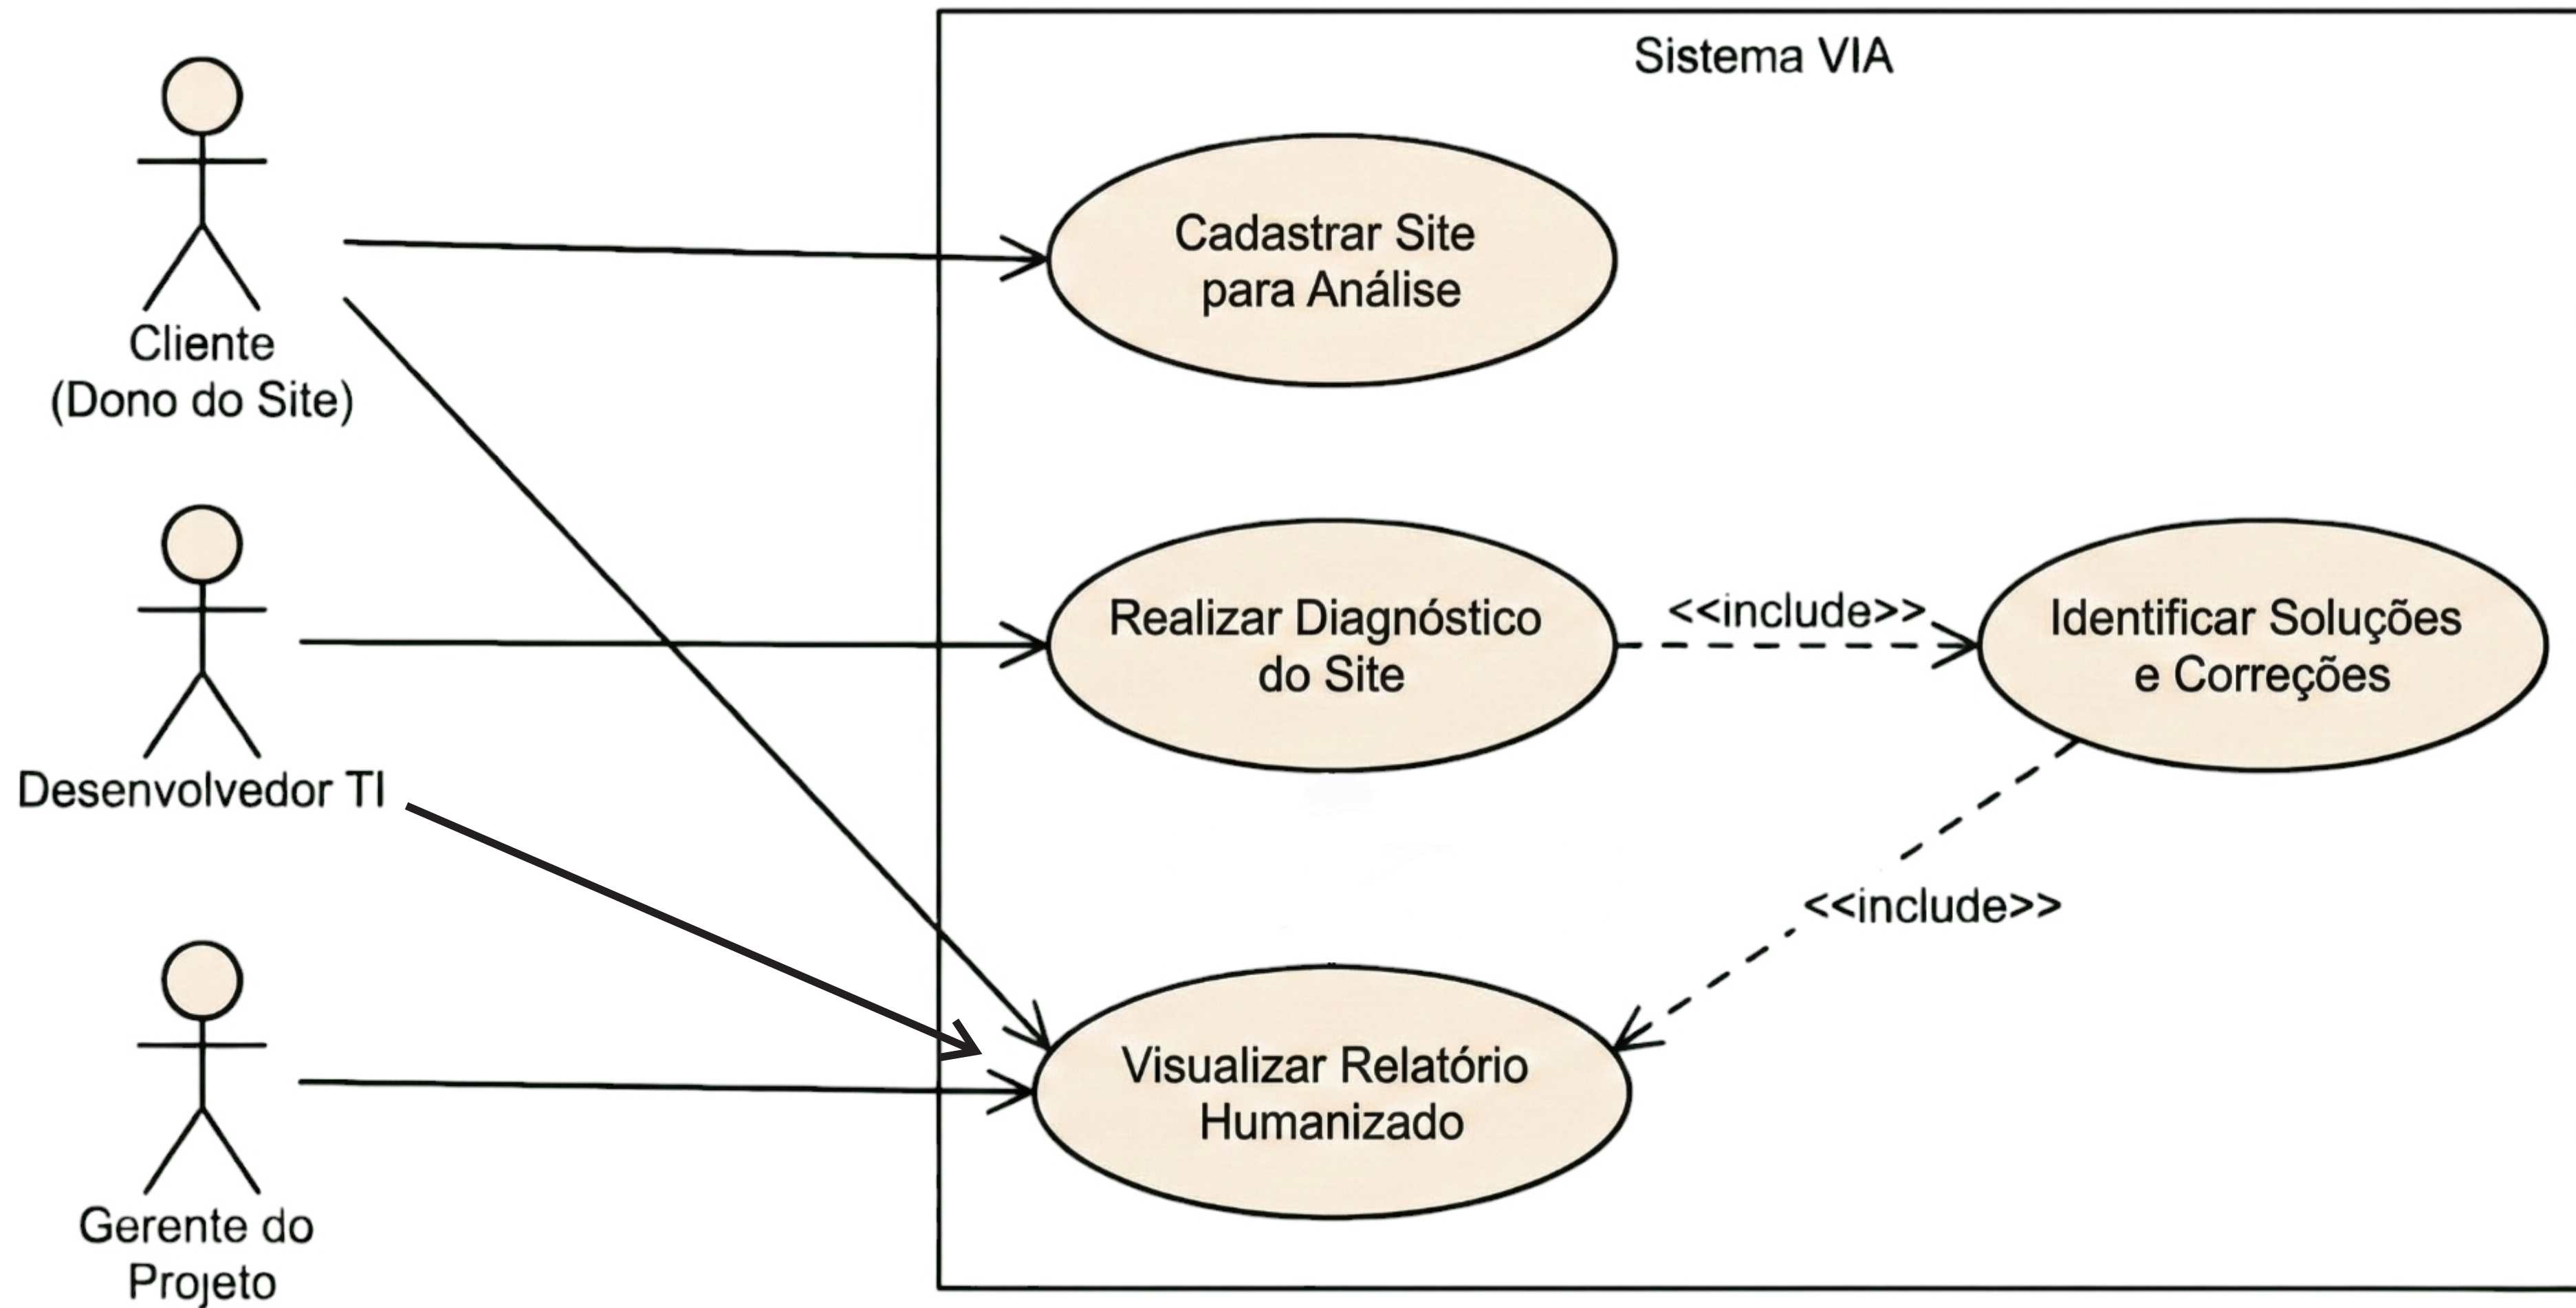 Sistema VIA
Cliente
(Dono do Site)
Cadastrar Site
para Análise
Desenvolvedor TI
Realizar Diagnóstico
do Site
<<include>>
Identificar Soluções
e Correções
<<include>>
Gerente do
Projeto
Visualizar Relatório
Humanizado